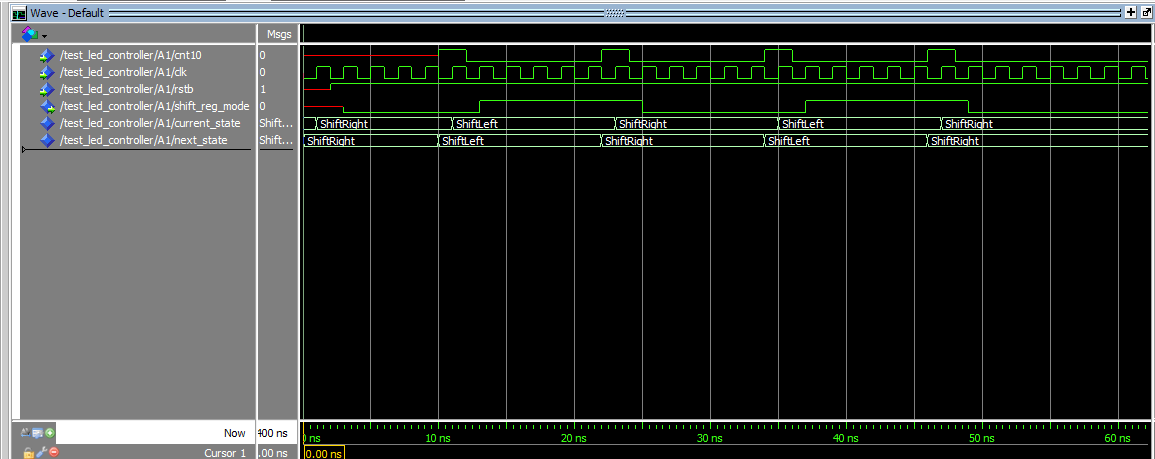 Wave - Default
Msgs
/test_led_controller/A1/cnt10 0
/test_led_controller/A1/clk 0
/test_led_controller/A1/rstb 1
/test_led_controller/A1/shift_reg_mode 0
/test_led_controller/A1/current_state Shift... ShiftRight ShiftLeft ShiftRight ShiftLeft ShiftRight
/test_led_controller/A1/next_state Shift... ShiftRight ShiftLeft ShiftRight ShiftLeft ShiftRight
Now 400 ns ns 10 ns 20 ns 30 ns 40 ns 50 ns 60 ns
Cursor 1 .00 ns 0.00 ns